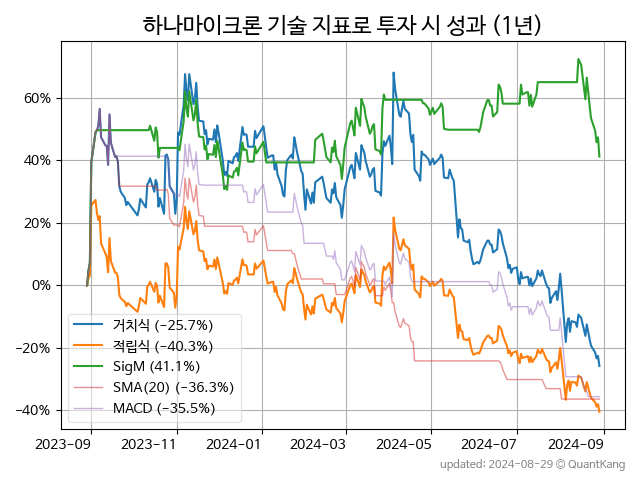 하나마이크론 기술 지표로 투자 시 성과 (1년)
60%
40%
20%
0%
−20%
−40%
거치식 (−25.7%)
적립식 (−40.3%)
SigM (41.1%)
SMA(20) (−36.3%)
MACD (−35.5%)
2023-09 2023-11 2024-01 2024-03 2024-05 2024-07 2024-09
updated: 2024-08-29 © QuantKang